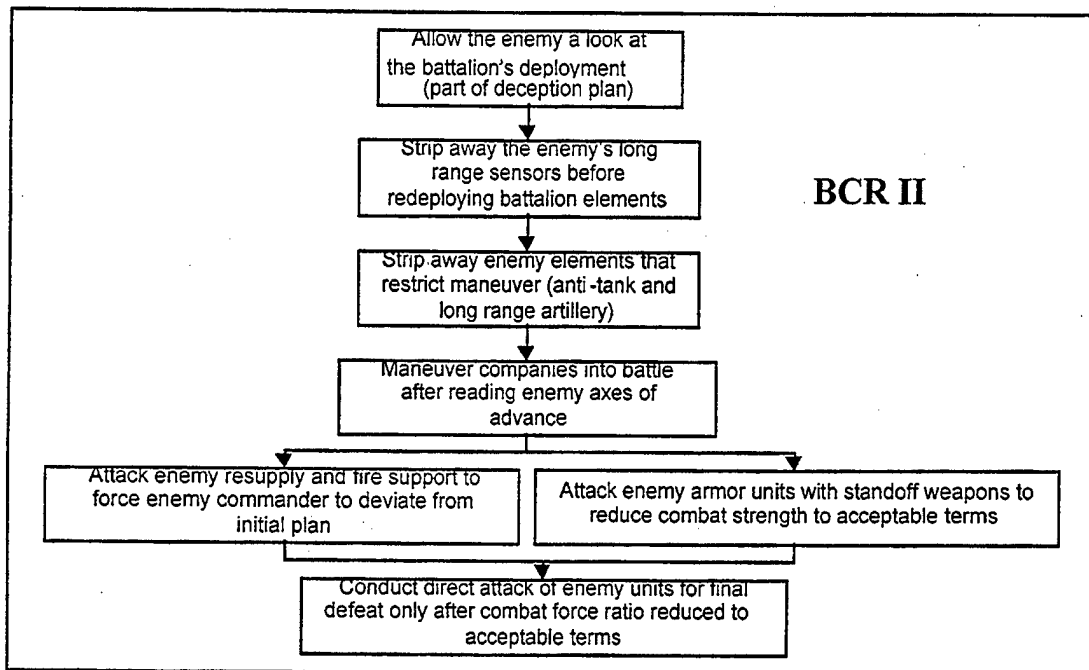 Allow the enemy a look at
the battalion's deployment
(part of deception plan)
Strip away the enemy's long
range sensors before
redeploying battalion elements
BCR II
Strip away enemy elements that
restrict maneuver (anti-tank and
long range artillery)
Maneuver companies into battle
after reading enemy axes of
advance
Attack enemy resupply and fire support to
force enemy commander to deviate from
initial plan
Attack enemy armor units with standoff weapons to
reduce combat strength to acceptable terms
Conduct direct attack of enemy units for final
defeat only after combat force ratio reduced to
acceptable terms